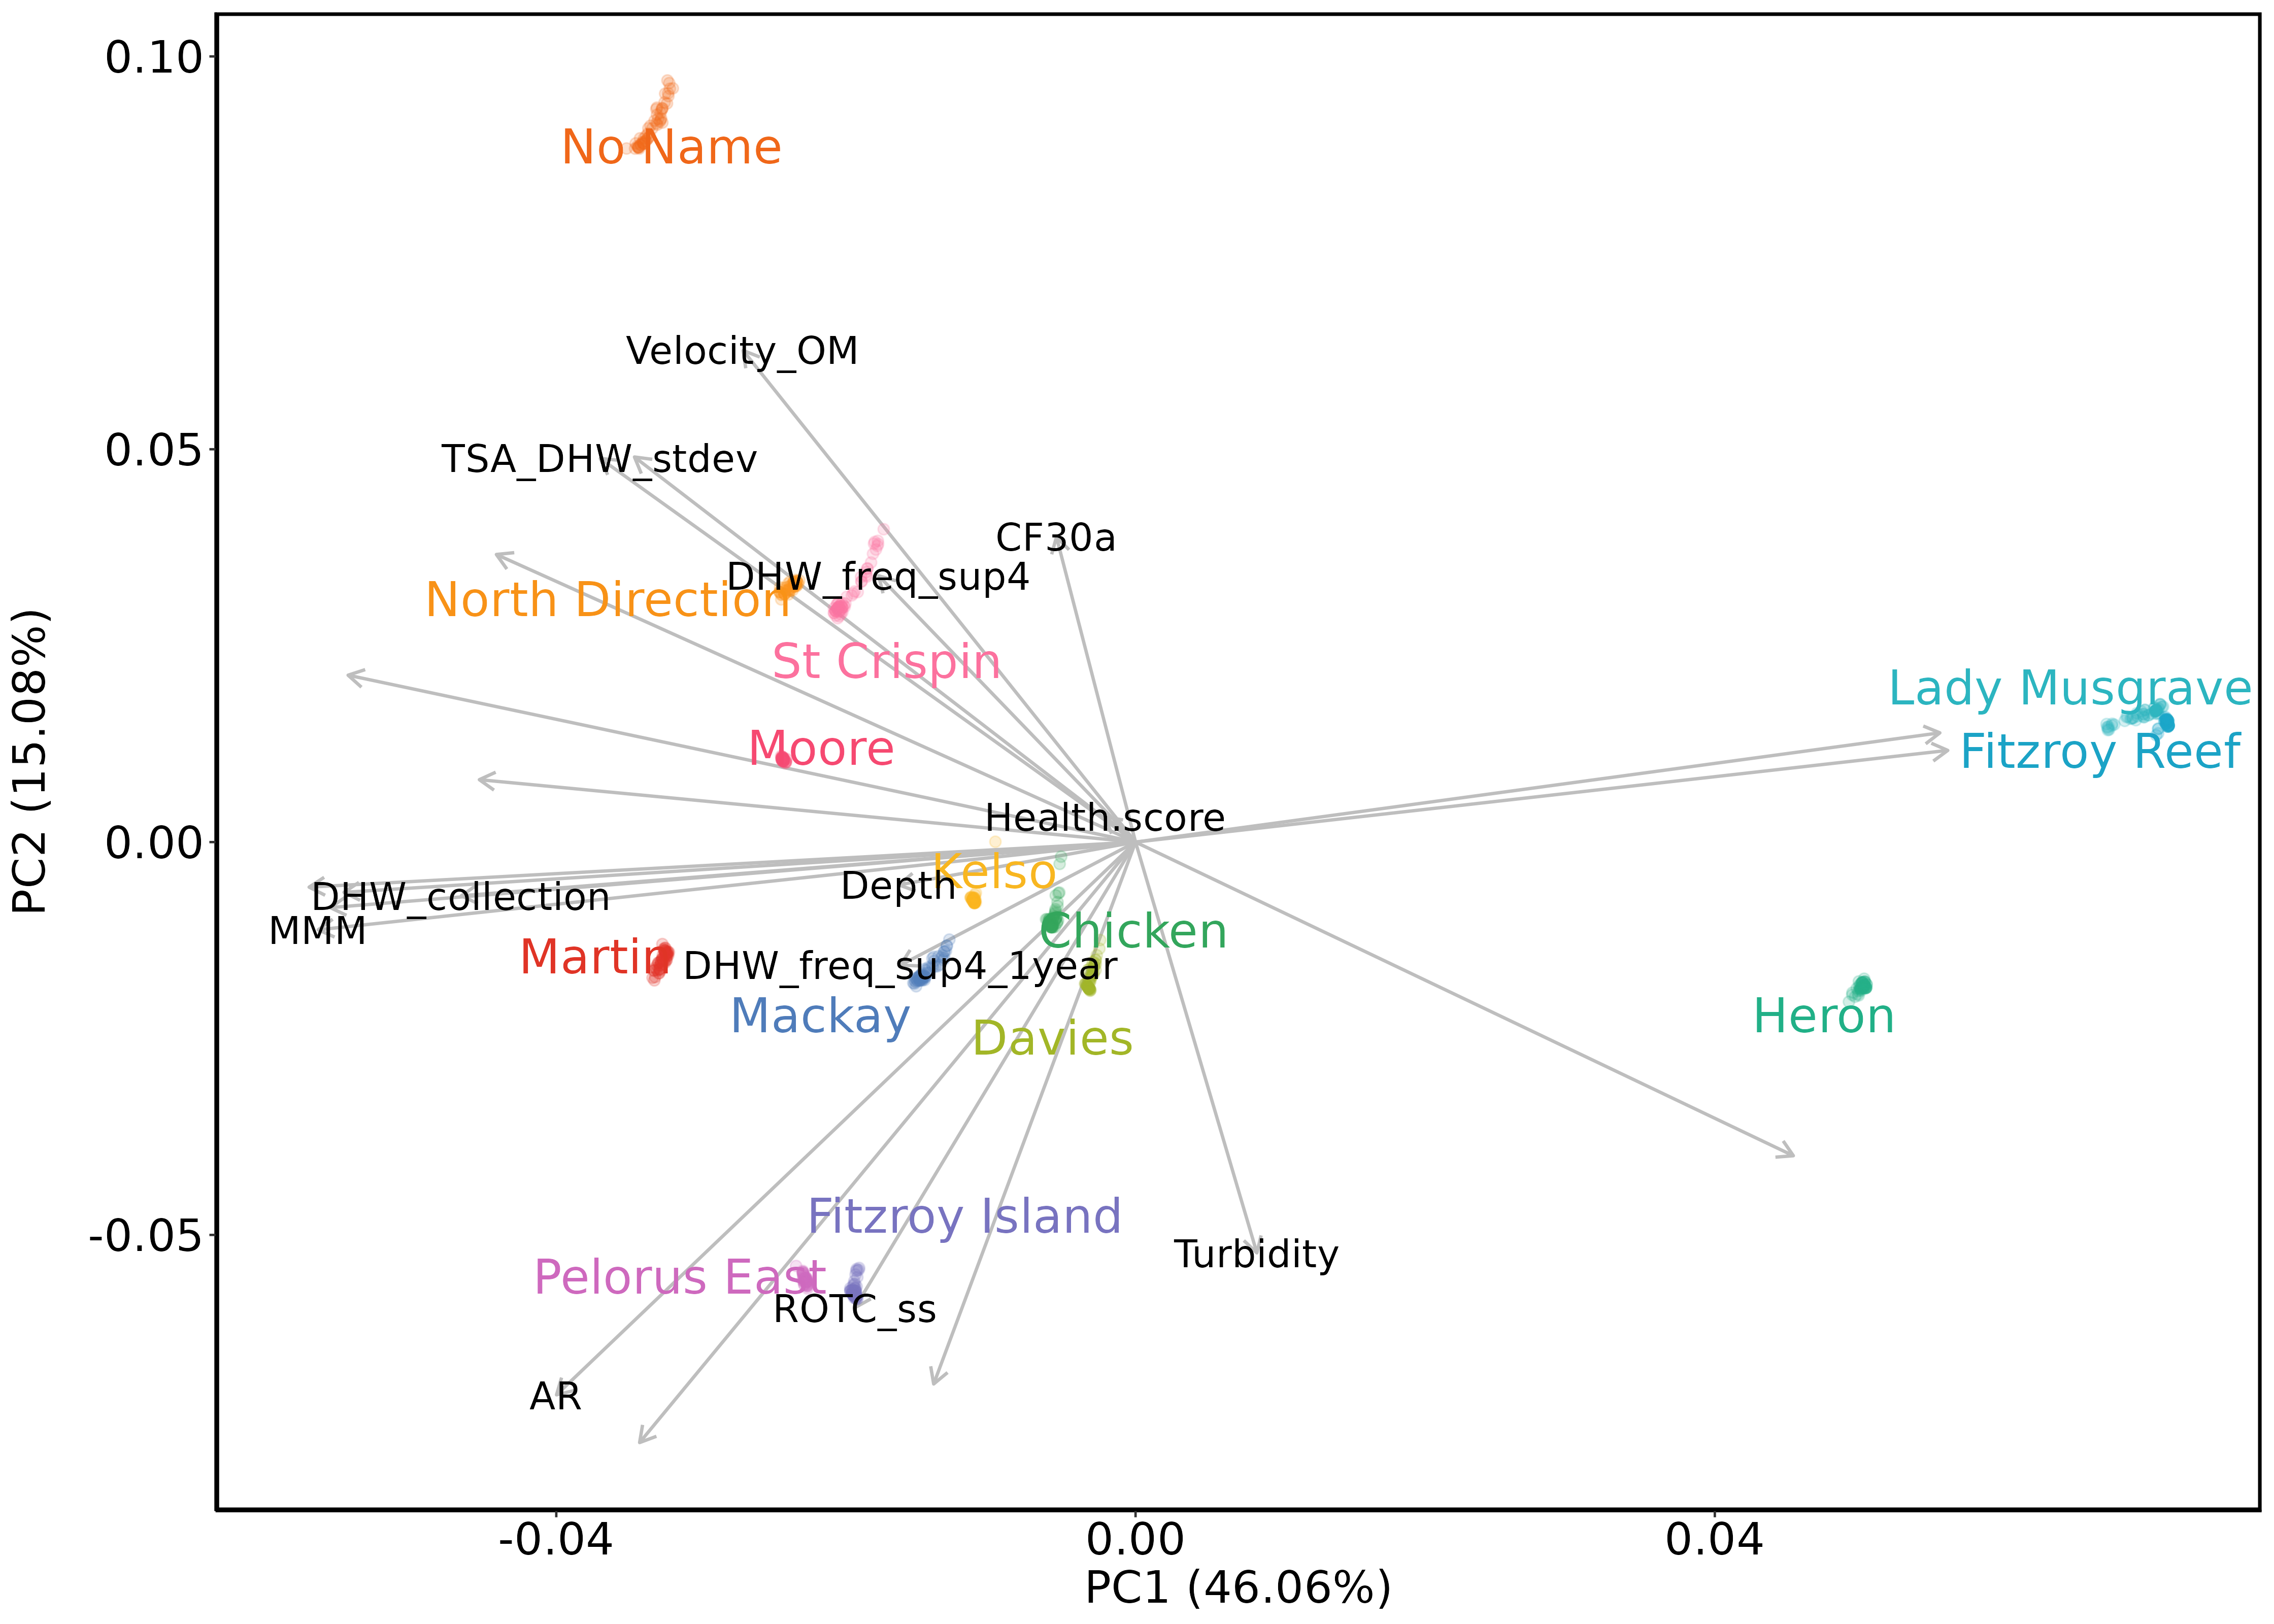 0.10
No Name
Velocity_OM
0.05
TSA_DHW_stdev
CF30a
DHW_freq_sup4
North Direction
St Crispin
Lady Musgrave
Moore
Fitzroy Reef
Health.score
0.00
Kelso
Depth
DHW_collection
MMM
Chicken
Martin
DHW_freq_sup4_1year
Mackay
Heron
Davies
Fitzroy Island
-0.05
Turbidity
Pelorus East
ROTC_ss
AR
PC2 (15.08%)
-0.04
0.00
0.04
PC1 (46.06%)